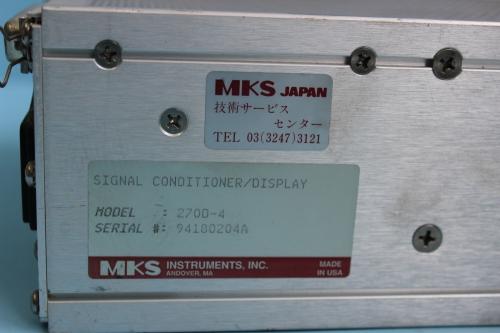 MKS JAPAN
技術サービス
センター
TEL 03(3247)3121
SIGNAL CONDITIONER/DISPLAY
MODEL : 270D-4
SERIAL #: 94180204A
MKS INSTRUMENTS, INC.
ANDOVER, MA
MADE
IN USA